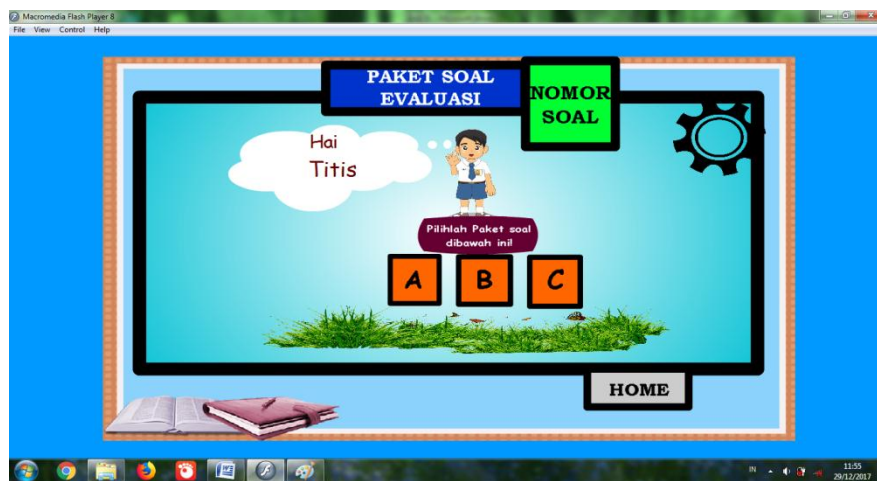 Macromedia Flash Player 8
File View Control Help
PAKET SOAL
EVALUASI
NOMOR
SOAL
Hai
Titis
Pilihlah Paket soal
dibawah ini!
A B C
HOME
IN
11:55
29/12/2017